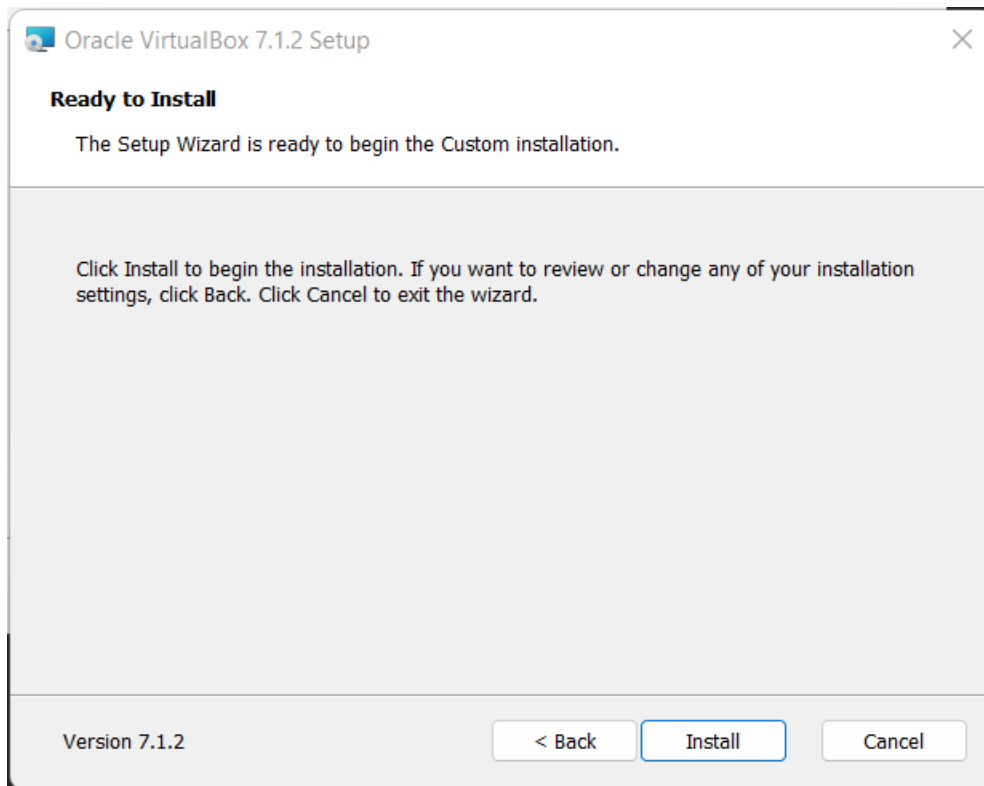 Oracle VirtualBox 7.1.2 Setup
Ready to Install
The Setup Wizard is ready to begin the Custom installation.
Click Install to begin the installation. If you want to review or change any of your installation
settings, click Back. Click Cancel to exit the wizard.
Version 7.1.2
< Back
Install
Cancel